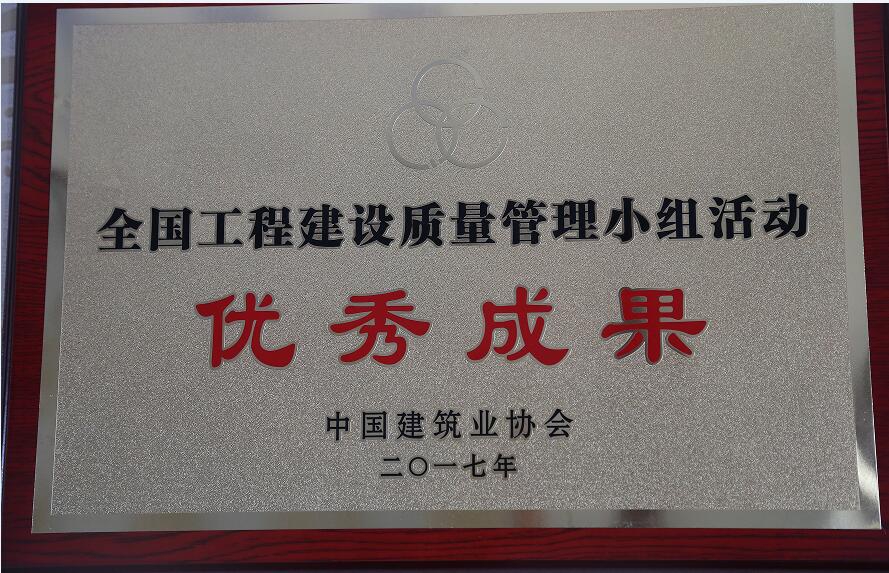 全国工程建设质量管理小组活动
优秀成果
中国建筑业协会
二〇一七年